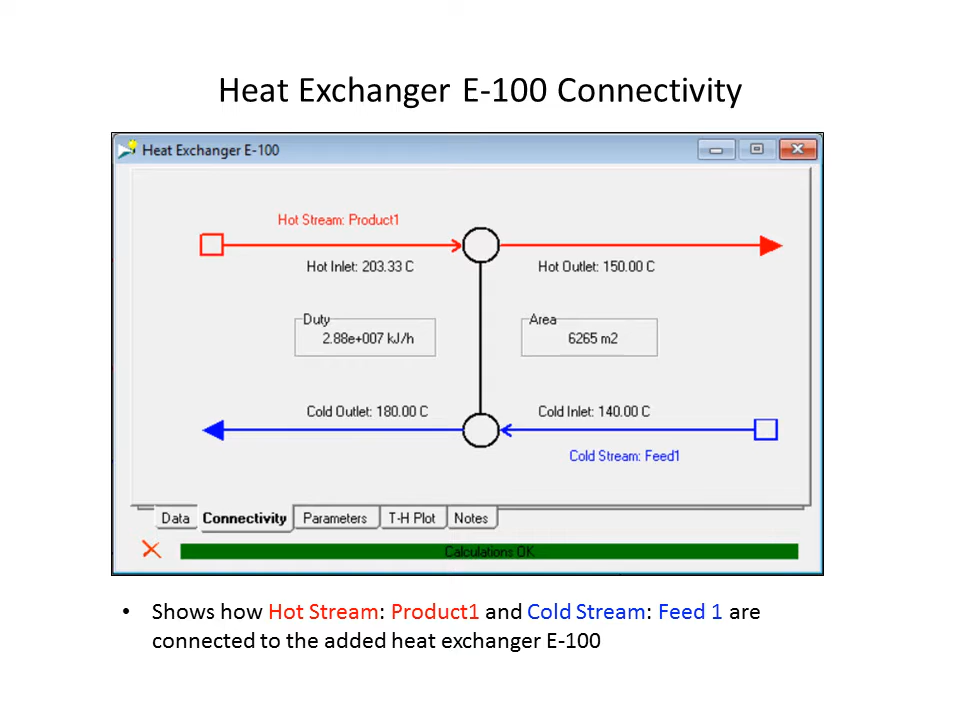 Heat Exchanger E-100 Connectivity
Heat Exchanger E-100
Hot Stream: Product1
Hot Inlet: 203.33 C
Hot Outlet: 150.00 C
Duty
2.88e+007 kJ/h
Area
6265 m2
Cold Outlet: 180.00 C
Cold Inlet: 140.00 C
Cold Stream: Feed1
Data Connectivity Parameters T-H Plot Notes
Calculations OK
• Shows how Hot Stream: Product1 and Cold Stream: Feed 1 are
connected to the added heat exchanger E-100